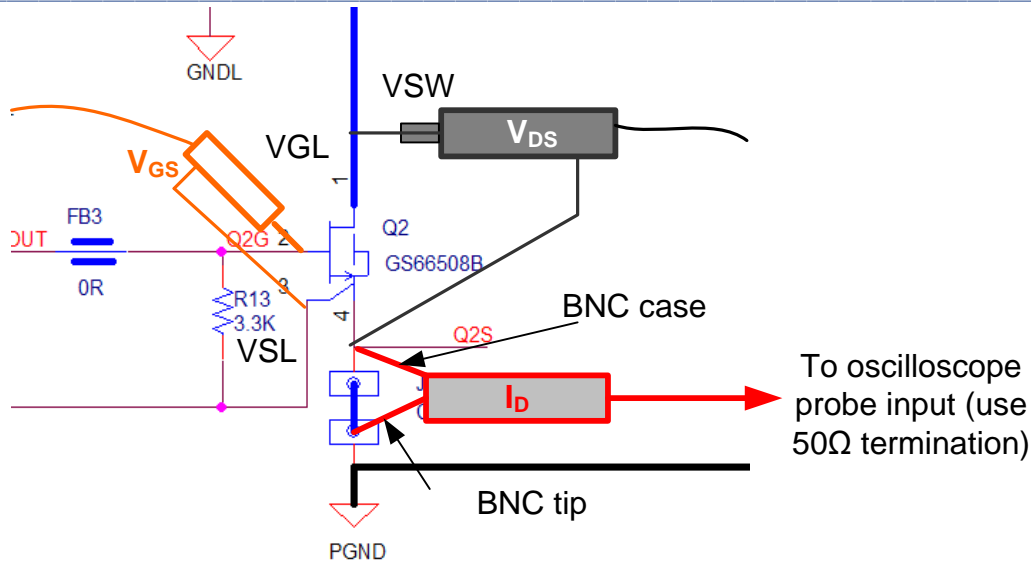 GNDL
VSW
VDS
VGL
VGS
1
FB3
OUT
Q2G
2
Q2
GS66508B
0R
3
R13
3.3K
4
VSL
BNC case
Q2S
J
C
ID
To oscilloscope
probe input (use
50Ω termination)
BNC tip
PGND